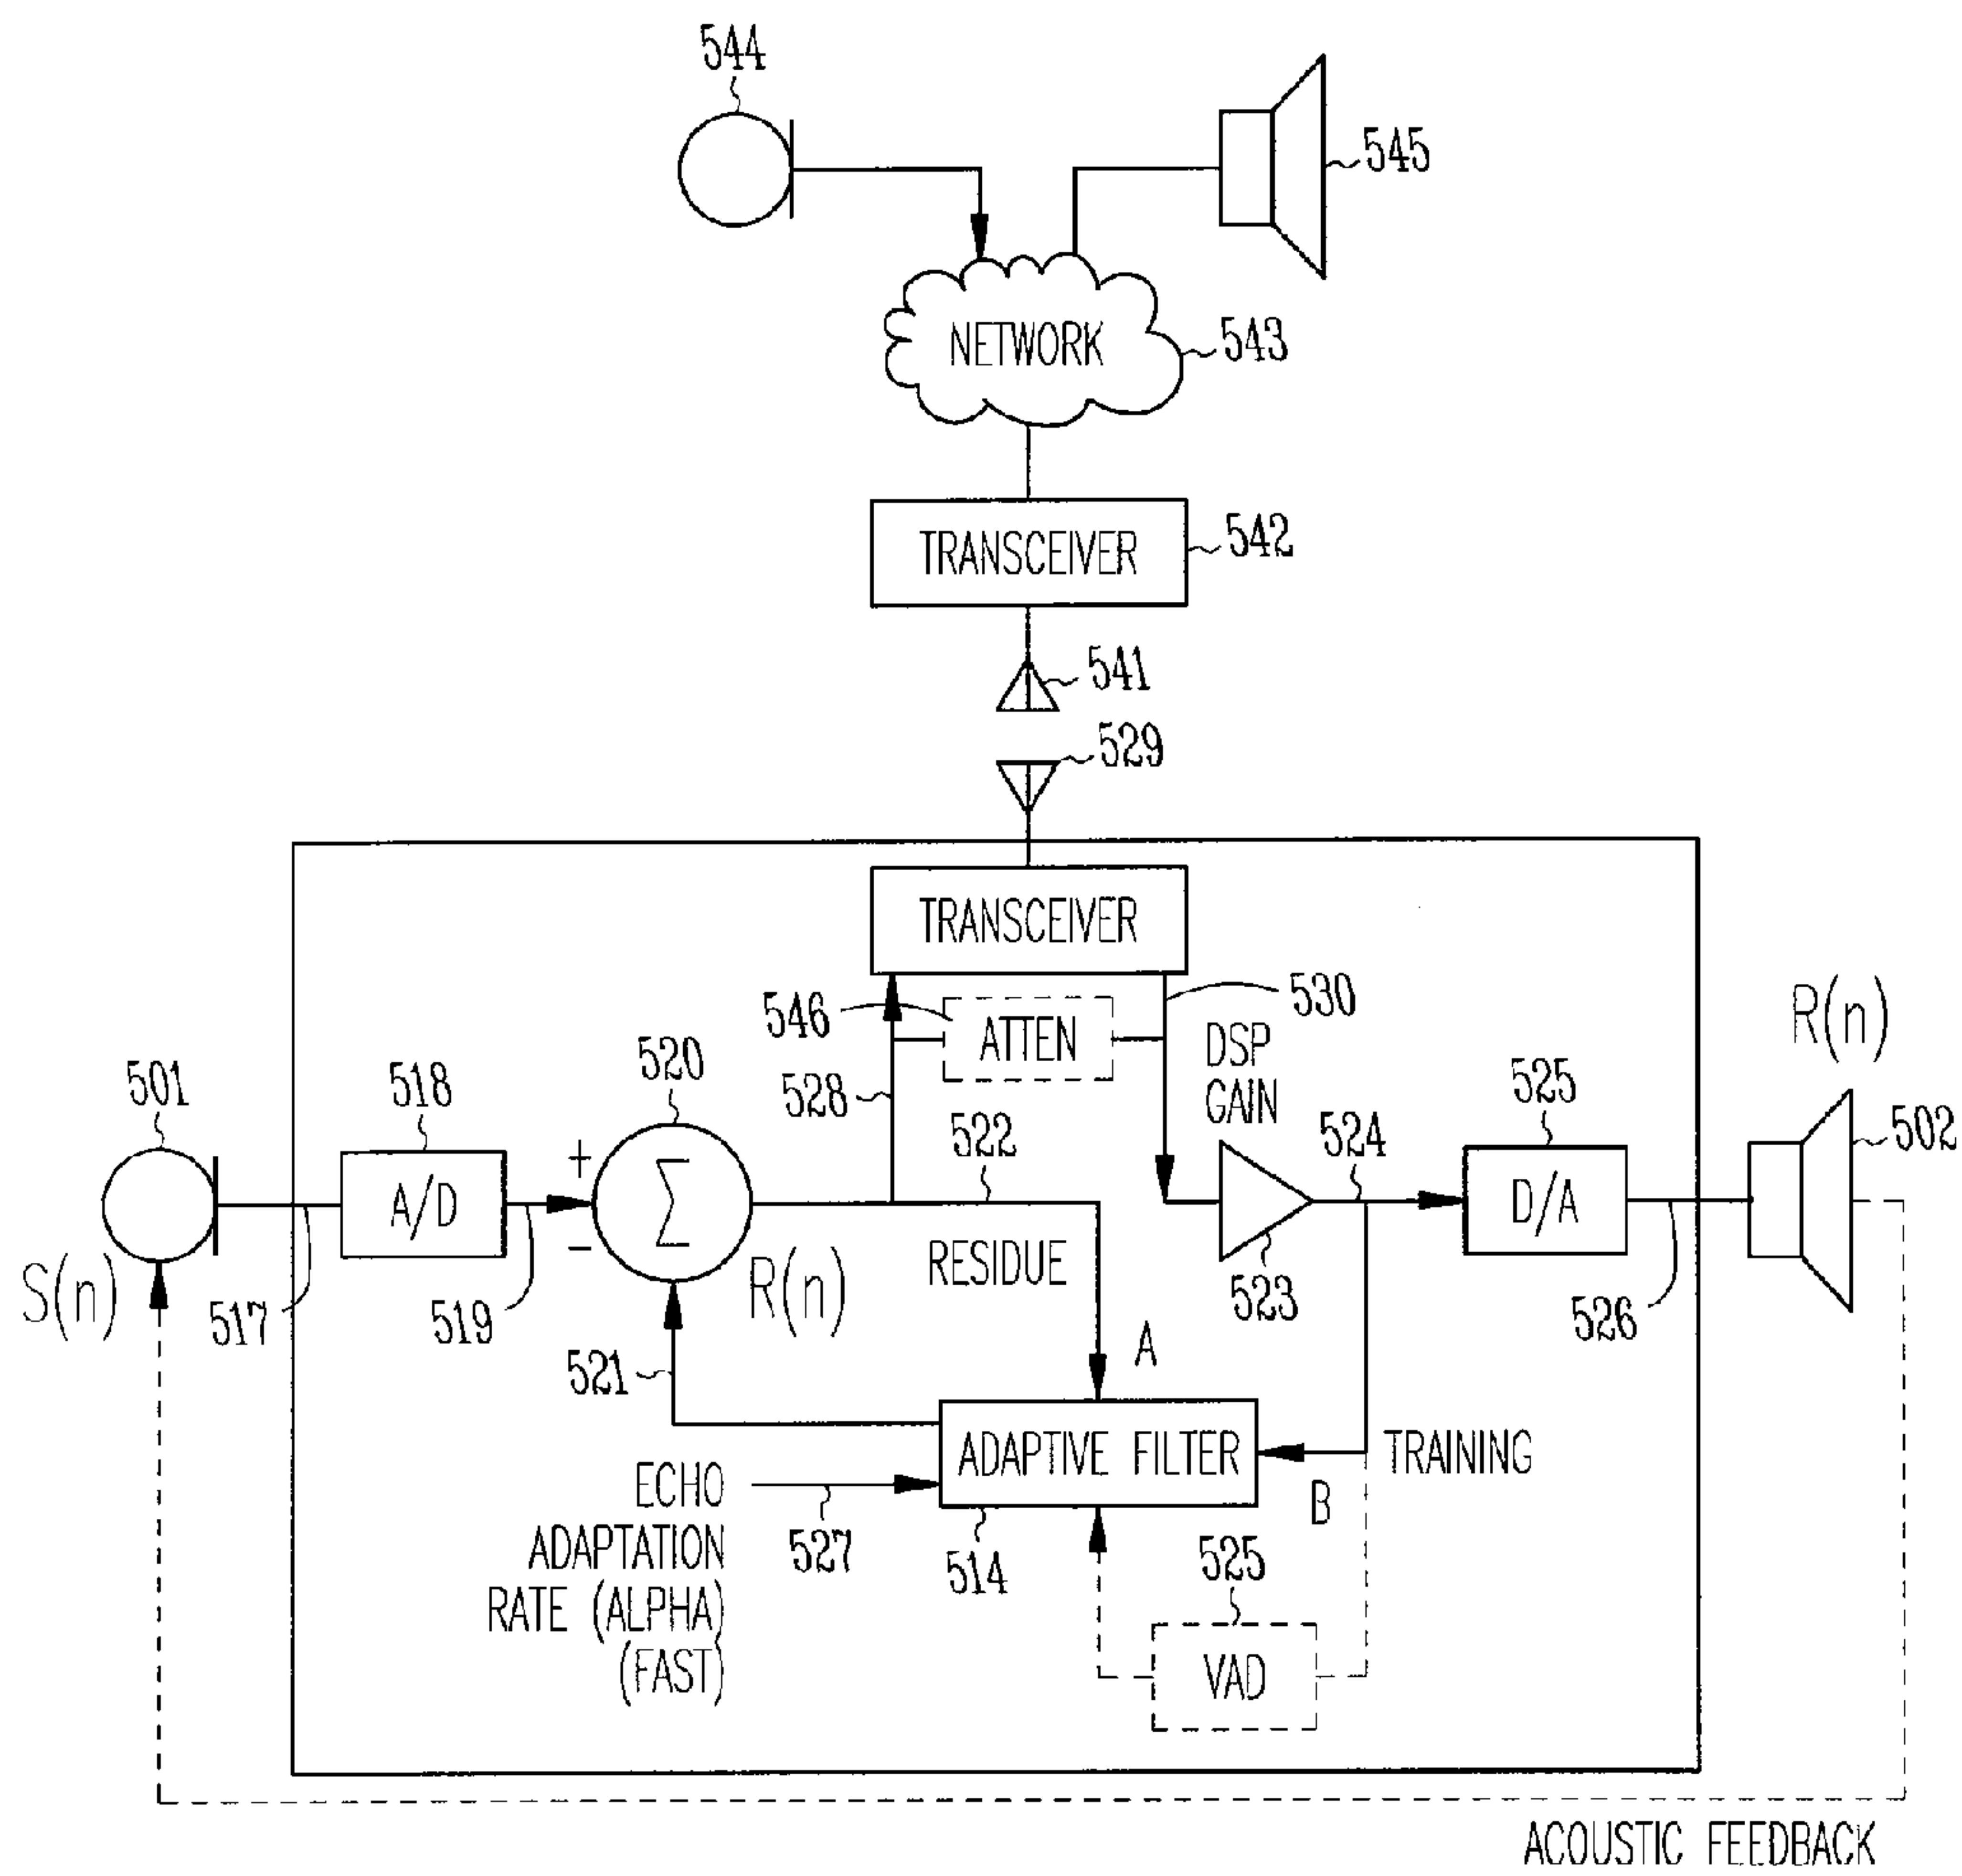 544
545
NETWORK
543
TRANSCEIVER
542
541
529
TRANSCEIVER
530
546
ATTEN
DSP
GAIN
R(n)
501
518
520
528
522
524
525
502
A/D
+
Σ
−
D/A
S(n)
517
519
R(n)
RESIDUE
523
526
521
A
ADAPTIVE FILTER
TRAINING
B
ECHO
ADAPTATION
RATE (ALPHA)
(FAST)
527
514
525
VAD
ACOUSTIC FEEDBACK